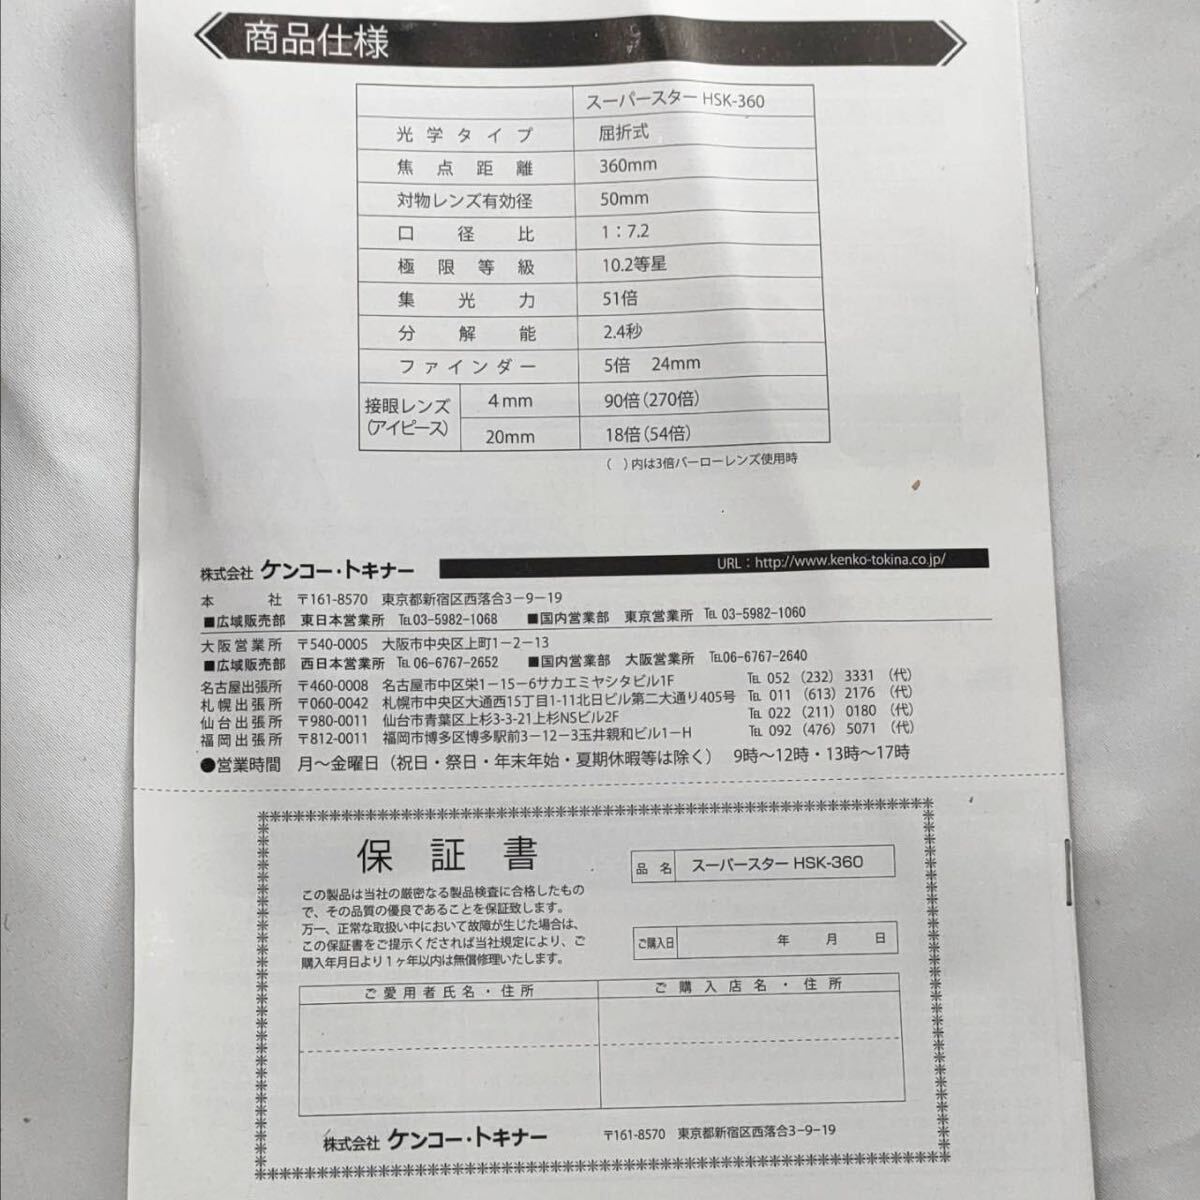 商品仕様
スーパースター HSK-360
光学タイプ 屈折式
焦点距離 360mm
対物レンズ有効径 50mm
口径比 1：7.2
極限等級 10.2等星
集光力 51倍
分解能 2.4秒
ファインダー 5倍 24mm
接眼レンズ（アイピース） 4mm 90倍（270倍）
20mm 18倍（54倍）
（ ）内は3倍バーローレンズ使用時
株式会社 ケンコー・トキナー URL：http://www.kenko-tokina.co.jp/
本社 〒161-8570 東京都新宿区西落合3-9-19
■広域販売部 東日本営業所 TEL03-5982-1068 ■国内営業部 東京営業所 TEL03-5982-1060
大阪営業所 〒540-0005 大阪市中央区上町1-2-13
■広域販売部 西日本営業所 TEL06-6767-2652 ■国内営業部 大阪営業所 TEL06-6767-2640
名古屋出張所 〒460-0008 名古屋市中区栄1-15-6サカエミヤシタビル1F TEL 052（232）3331（代）
札幌出張所 〒060-0042 札幌市中央区大通西15丁目1-11北日ビル第二大通り405号 TEL 011（613）2176（代）
仙台出張所 〒980-0011 仙台市青葉区上杉3-3-21上杉NSビル2F TEL 022（211）0180（代）
福岡出張所 〒812-0011 福岡市博多区博多駅前3-12-3玉井親和ビル1-H TEL 092（476）5071（代）
●営業時間 月～金曜日（祝日・祭日・年末年始・夏期休暇等は除く） 9時～12時・13時～17時
保証書
品名 スーパースター HSK-360
この製品は当社の厳密なる製品検査に合格したもの
で、その品質の優良であることを保証致します。
万一、正常な取扱い中において故障が生じた場合は、
この保証書をご提示くだされば当社規定により、ご
購入年月日より1ヶ年以内は無償修理いたします。
ご購入日 年 月 日
ご愛用者氏名・住所 ご購入店名・住所
株式会社 ケンコー・トキナー 〒161-8570 東京都新宿区西落合3-9-19